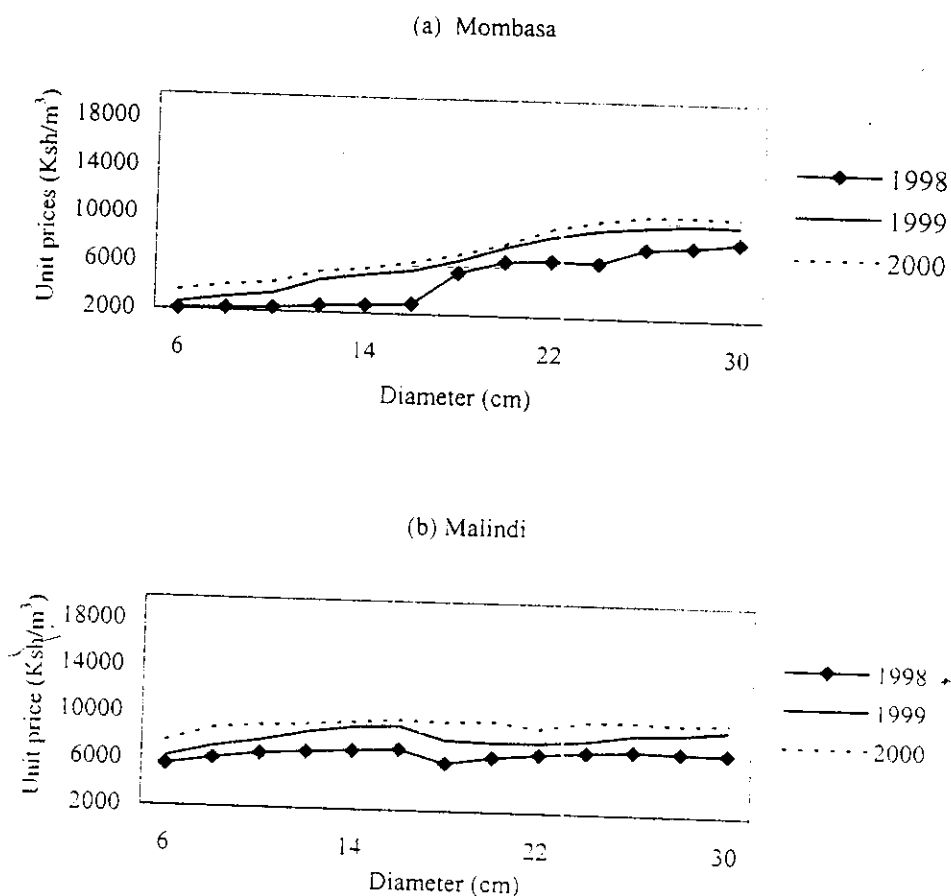 (a) Mombasa
Unit prices (Ksh/m³)
18000
14000
10000
6000
2000
6 14 22 30
Diameter (cm)
1998
1999
2000
(b) Malindi
Unit price (Ksh/m³)
18000
14000
10000
6000
2000
6 14 22 30
Diameter (cm)
1998
1999
2000